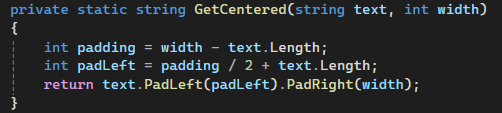 private static string GetCentered(string text, int width)
{
    int padding = width - text.Length;
    int padLeft = padding / 2 + text.Length;
    return text.PadLeft(padLeft).PadRight(width);
}